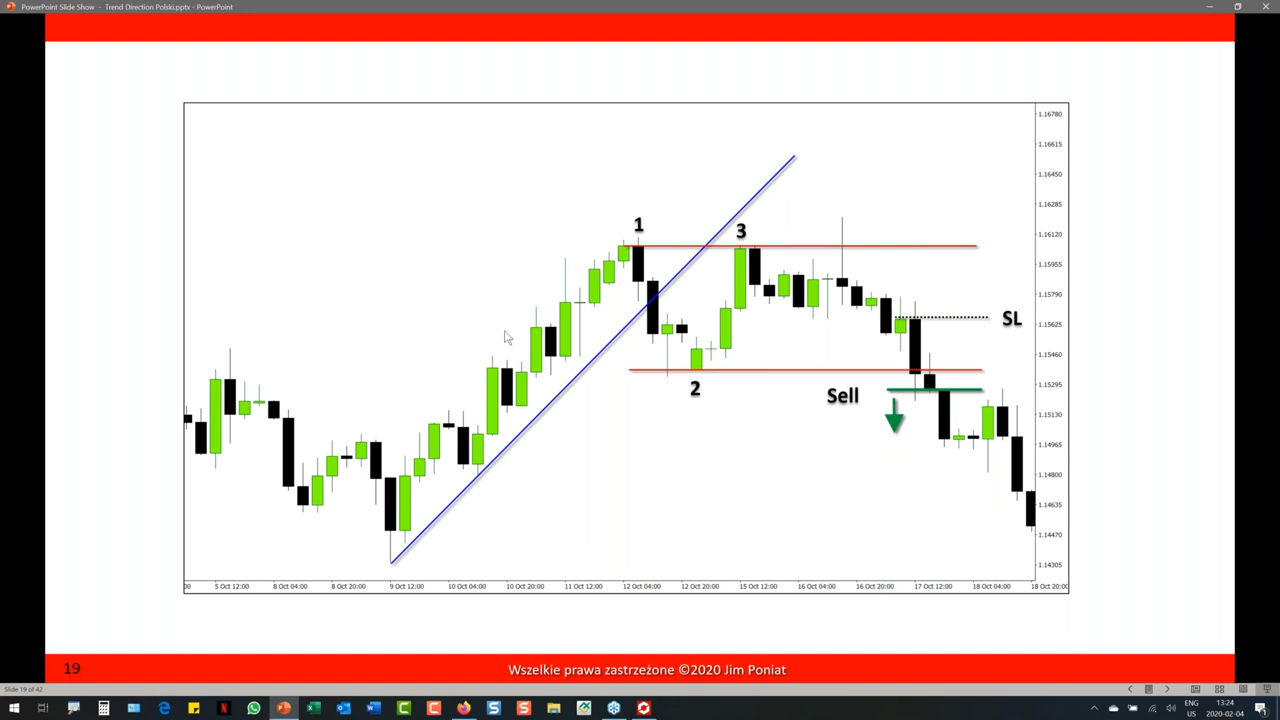 PowerPoint Slide Show - Trend Direction Polski.pptx - PowerPoint
1.16780
1.16615
1.16450
1.16285
1.16120
1.15955
1.15790
1.15625
1.15460
1.15295
1.15130
1.14965
1.14800
1.14635
1.14470
1.14305
1
3
SL
2
Sell
00
5 Oct 12:00
8 Oct 04:00
8 Oct 20:00
9 Oct 12:00
10 Oct 04:00
10 Oct 20:00
11 Oct 12:00
12 Oct 04:00
12 Oct 20:00
15 Oct 12:00
16 Oct 04:00
16 Oct 20:00
17 Oct 12:00
18 Oct 04:00
18 Oct 20:00
19
Wszelkie prawa zastrzeżone ©2020 Jim Poniat
Slide 19 of 42
ENG
US
13:24
2020-02-04